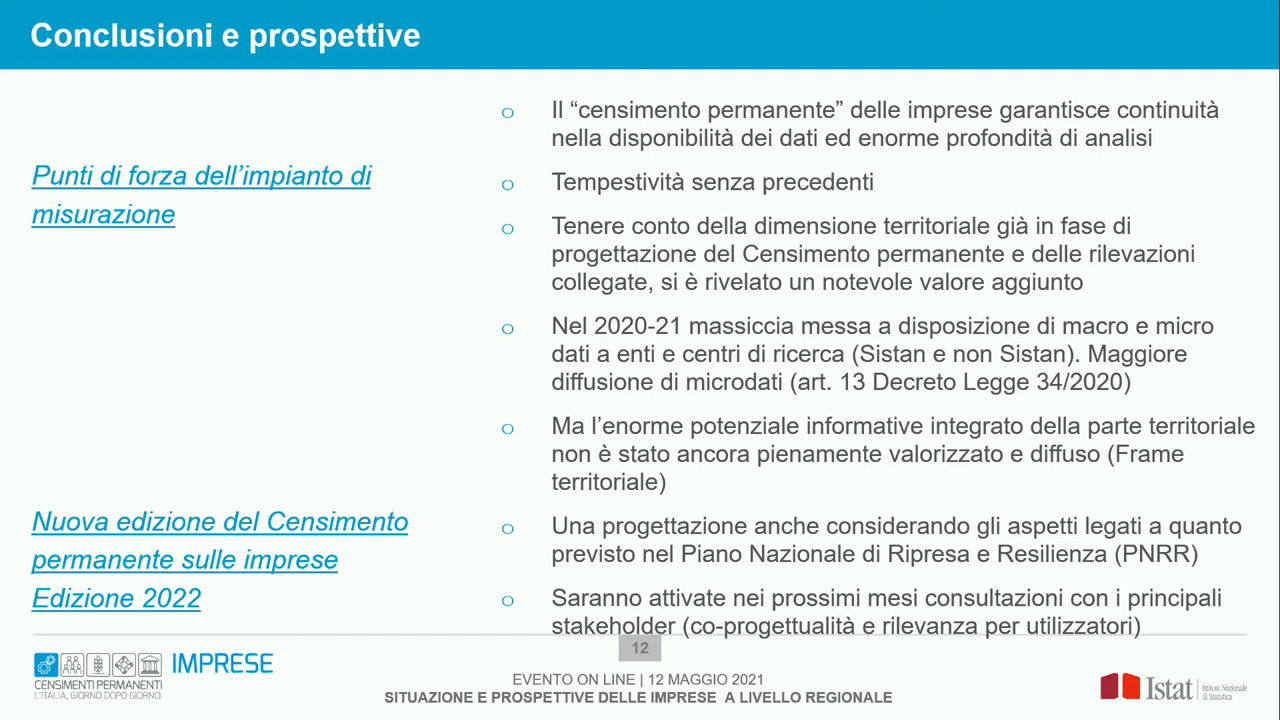 Conclusioni e prospettive
Punti di forza dell’impianto di
misurazione
o Il “censimento permanente” delle imprese garantisce continuità
nella disponibilità dei dati ed enorme profondità di analisi
o Tempestività senza precedenti
o Tenere conto della dimensione territoriale già in fase di
progettazione del Censimento permanente e delle rilevazioni
collegate, si è rivelato un notevole valore aggiunto
o Nel 2020-21 massiccia messa a disposizione di macro e micro
dati a enti e centri di ricerca (Sistan e non Sistan). Maggiore
diffusione di microdati (art. 13 Decreto Legge 34/2020)
o Ma l’enorme potenziale informative integrato della parte territoriale
non è stato ancora pienamente valorizzato e diffuso (Frame
territoriale)
Nuova edizione del Censimento
permanente sulle imprese
Edizione 2022
o Una progettazione anche considerando gli aspetti legati a quanto
previsto nel Piano Nazionale di Ripresa e Resilienza (PNRR)
o Saranno attivate nei prossimi mesi consultazioni con i principali
stakeholder (co-progettualità e rilevanza per utilizzatori)
12
IMPRESE
CENSIMENTI PERMANENTI
L'ITALIA, GIORNO DOPO GIORNO.
EVENTO ON LINE | 12 MAGGIO 2021
SITUAZIONE E PROSPETTIVE DELLE IMPRESE A LIVELLO REGIONALE
Istat
Istituto Nazionale
di Statistica